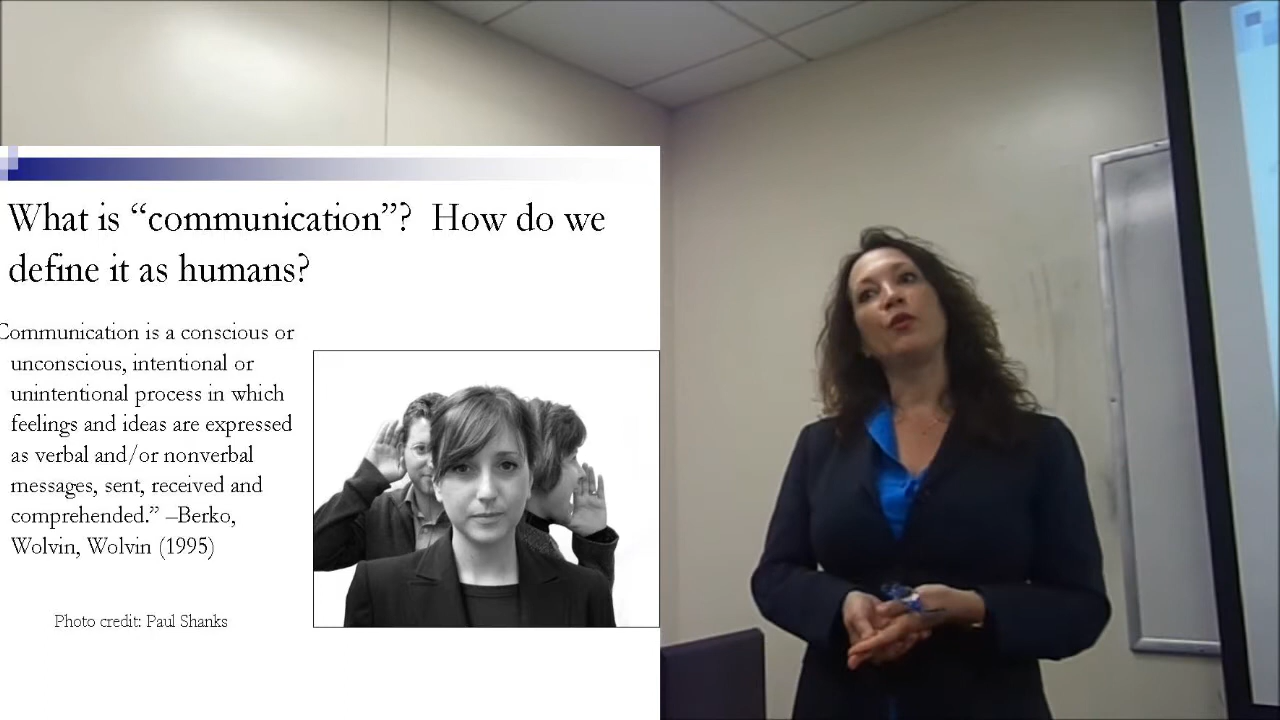 What is “communication”? How do we
define it as humans?
Communication is a conscious or
unconscious, intentional or
unintentional process in which
feelings and ideas are expressed
as verbal and/or nonverbal
messages, sent, received and
comprehended.” –Berko,
Wolvin, Wolvin (1995)
Photo credit: Paul Shanks